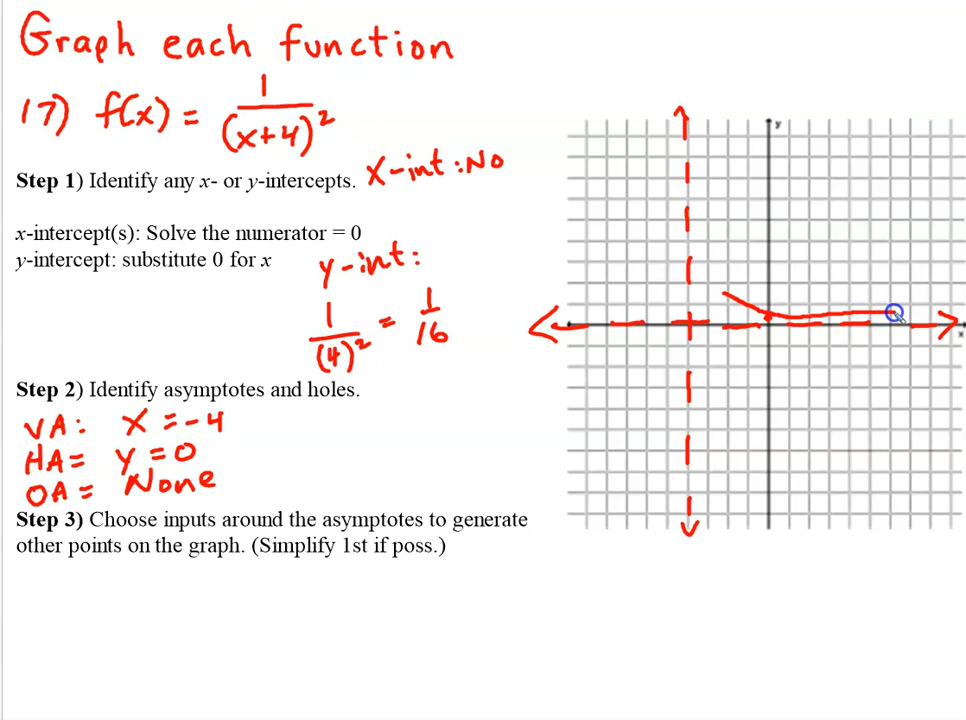 Graph each function
17) f(x) = 1/(x+4)²
Step 1) Identify any x- or y-intercepts. X-int : No
x-intercept(s): Solve the numerator = 0
y-intercept: substitute 0 for x
y-int :
1/(4)² = 1/16
Step 2) Identify asymptotes and holes.
VA: X = -4
HA = Y = 0
OA = None
Step 3) Choose inputs around the asymptotes to generate
other points on the graph. (Simplify 1st if poss.)
y
x